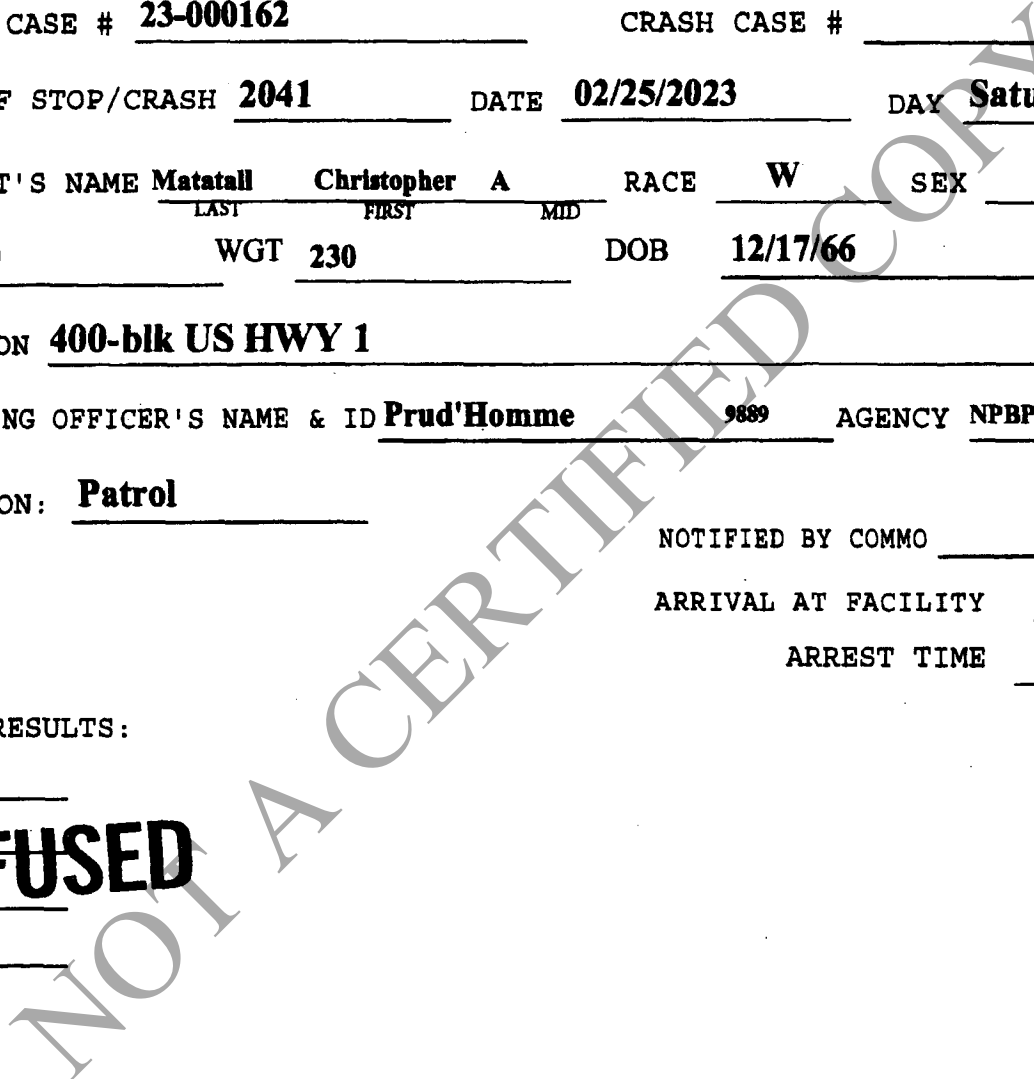 CASE # 23-000162 CRASH CASE #
F STOP/CRASH 2041 DATE 02/25/2023 DAY Satu
T'S NAME Matatall Christopher A RACE W SEX
LAST FIRST MID
WGT 230 DOB 12/17/66
ON 400-blk US HWY 1
NG OFFICER'S NAME & ID Prud'Homme 9889 AGENCY NPBP
ON: Patrol
NOTIFIED BY COMMO
ARRIVAL AT FACILITY
ARREST TIME
RESULTS:
FUSED
NOT A CERTIFIED COPY